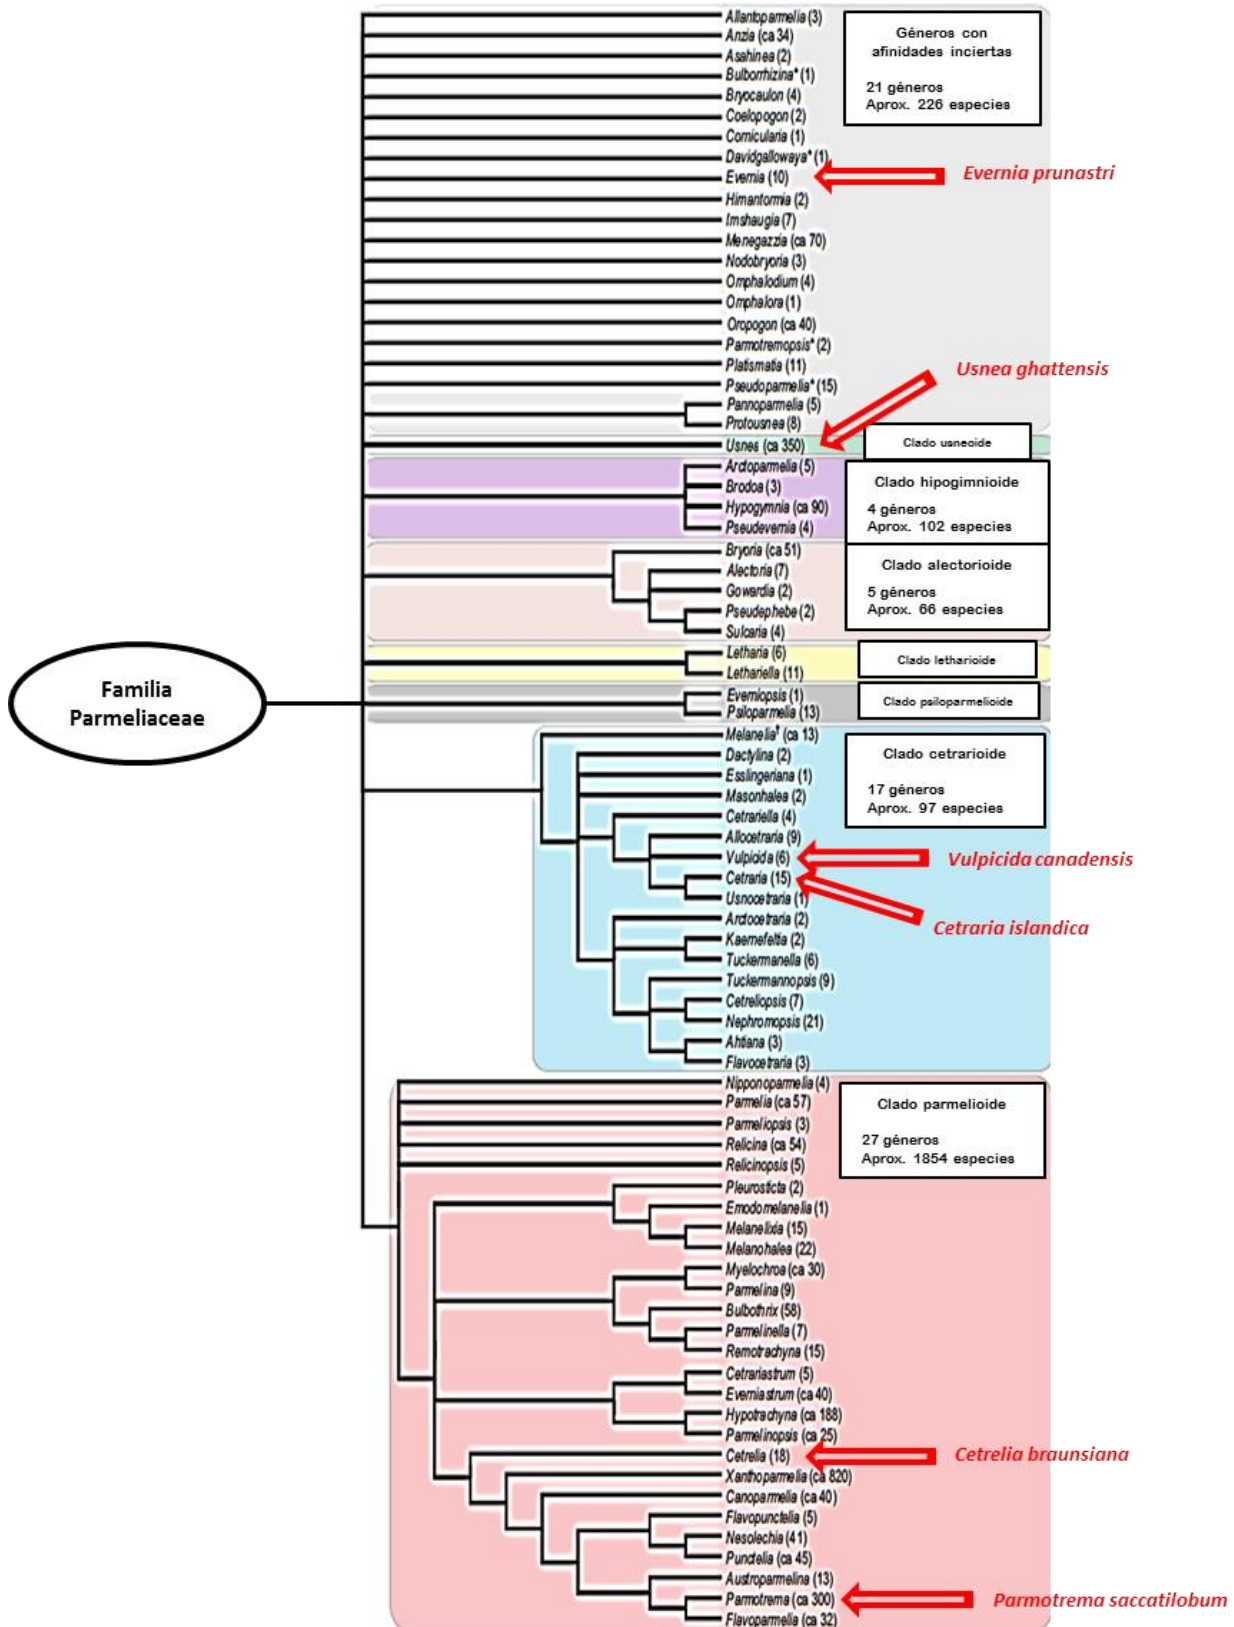 Allantoparmelia (3)
Anzia (ca 34)
Asahinea (2)
Bulborrhizina* (1)
Bryocaulon (4)
Coelopogon (2)
Cornicularia (1)
Davidgallowaya* (1)
Evernia (10)
Himantormia (2)
Imshaugia (7)
Menegazzia (ca 70)
Nodobryoria (3)
Omphalodium (4)
Omphalora (1)
Oropogon (ca 40)
Parmotremopsis* (2)
Platismatia (11)
Pseudoparmelia* (15)
Pannoparmelia (5)
Protousnea (8)
Géneros con
afinidades inciertas
21 géneros
Aprox. 226 especies
Evernia prunastri
Usnea ghattensis
Usnea (ca 350)
Clado usneoide
Arctoparmelia (5)
Brodoa (3)
Hypogymnia (ca 90)
Pseudevernia (4)
Clado hipogimnioide
4 géneros
Aprox. 102 especies
Bryoria (ca 51)
Alectoria (7)
Gowardia (2)
Pseudephebe (2)
Sulcaria (4)
Clado alectorioide
5 géneros
Aprox. 66 especies
Letharia (6)
Lethariella (11)
Clado letharioide
Familia
Parmeliaceae
Everniopsis (1)
Psiloparmelia (13)
Clado psiloparmelioide
Melanelia† (ca 13)
Dactylina (2)
Esslingeriana (1)
Masonhalea (2)
Cetrariella (4)
Allocetraria (9)
Vulpicida (6)
Cetraria (15)
Usnocetraria (1)
Arctocetraria (2)
Kaernefeltia (2)
Tuckermanella (6)
Tuckermannopsis (9)
Cetreliopsis (7)
Nephromopsis (21)
Ahtiana (3)
Flavocetraria (3)
Clado cetrarioide
17 géneros
Aprox. 97 especies
Vulpicida canadensis
Cetraria islandica
Nipponoparmelia (4)
Parmelia (ca 57)
Parmeliopsis (3)
Relicina (ca 54)
Relicinopsis (5)
Pleurosticta (2)
Emodomelanelia (1)
Melanelixia (15)
Melanohalea (22)
Myelochroa (ca 30)
Parmelina (9)
Bulbothrix (58)
Parmelinella (7)
Remotrachyna (15)
Cetrariastrum (5)
Everniastrum (ca 40)
Hypotrachyna (ca 188)
Parmelinopsis (ca 25)
Cetrelia (18)
Xanthoparmelia (ca 820)
Canoparmelia (ca 40)
Flavopunctelia (5)
Nesolechia (41)
Punctelia (ca 45)
Austroparmelina (13)
Parmotrema (ca 300)
Flavoparmelia (ca 32)
Clado parmelioide
27 géneros
Aprox. 1854 especies
Cetrelia braunsiana
Parmotrema saccatilobum